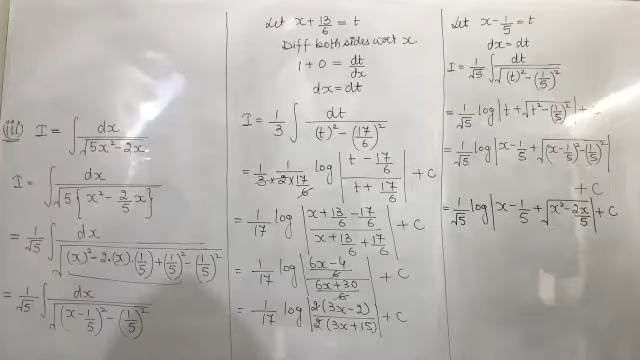 (iii) I = ∫ dx / √(5x² - 2x)
I = ∫ dx / √(5{x² - 2/5 x})
= 1/√5 ∫ dx / √((x)² - 2·(x)·(1/5) + (1/5)² - (1/5)²)
= 1/√5 ∫ dx / √((x - 1/5)² - (1/5)²)
Let x + 13/6 = t
Diff both sides wrt x
1 + 0 = dt/dx
dx = dt
I = 1/3 ∫ dt / ((t)² - (17/6)²)
= 1/3 × 1/(2 × 17/6) log |(t - 17/6) / (t + 17/6)| + C
= 1/17 log |(x + 13/6 - 17/6) / (x + 13/6 + 17/6)| + C
= 1/17 log |((6x - 4)/6) / ((6x + 30)/6)| + C
= 1/17 log |2(3x - 2) / 2(3x + 15)| + C
Let x - 1/5 = t
dx = dt
I = 1/√5 ∫ dt / √((t)² - (1/5)²)
= 1/√5 log |t + √(t² - (1/5)²)| +
= 1/√5 log |x - 1/5 + √((x - 1/5)² - (1/5)²)|
+ C
= 1/√5 log |x - 1/5 + √(x² - 2x/5)| + C